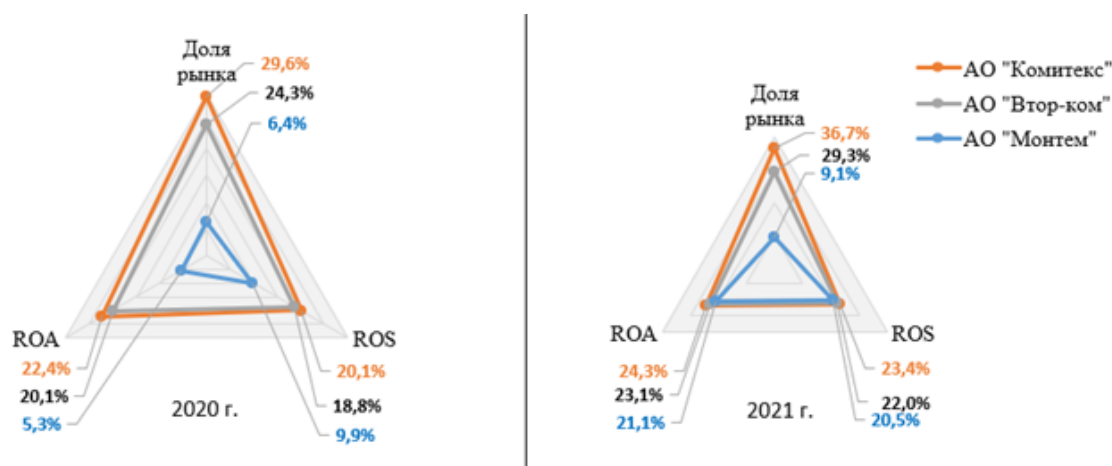 Доля
рынка
29,6%
24,3%
6,4%
ROA
22,4%
20,1%
5,3%
ROS
20,1%
18,8%
9,9%
2020 г.
Доля
рынка
36,7%
29,3%
9,1%
ROA
24,3%
23,1%
21,1%
ROS
23,4%
22,0%
20,5%
2021 г.
АО "Комитекс"
АО "Втор-ком"
АО "Монтем"